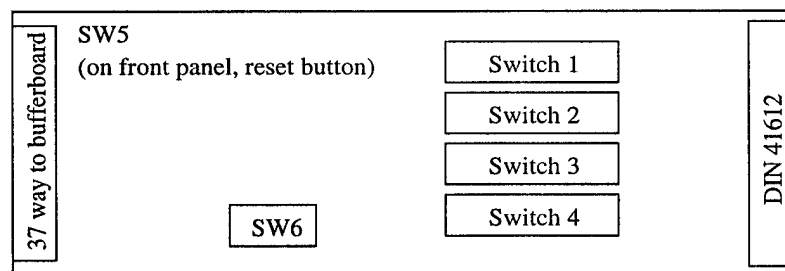 37 way to bufferboard
SW5
(on front panel, reset button)
SW6
Switch 1
Switch 2
Switch 3
Switch 4
DIN 41612